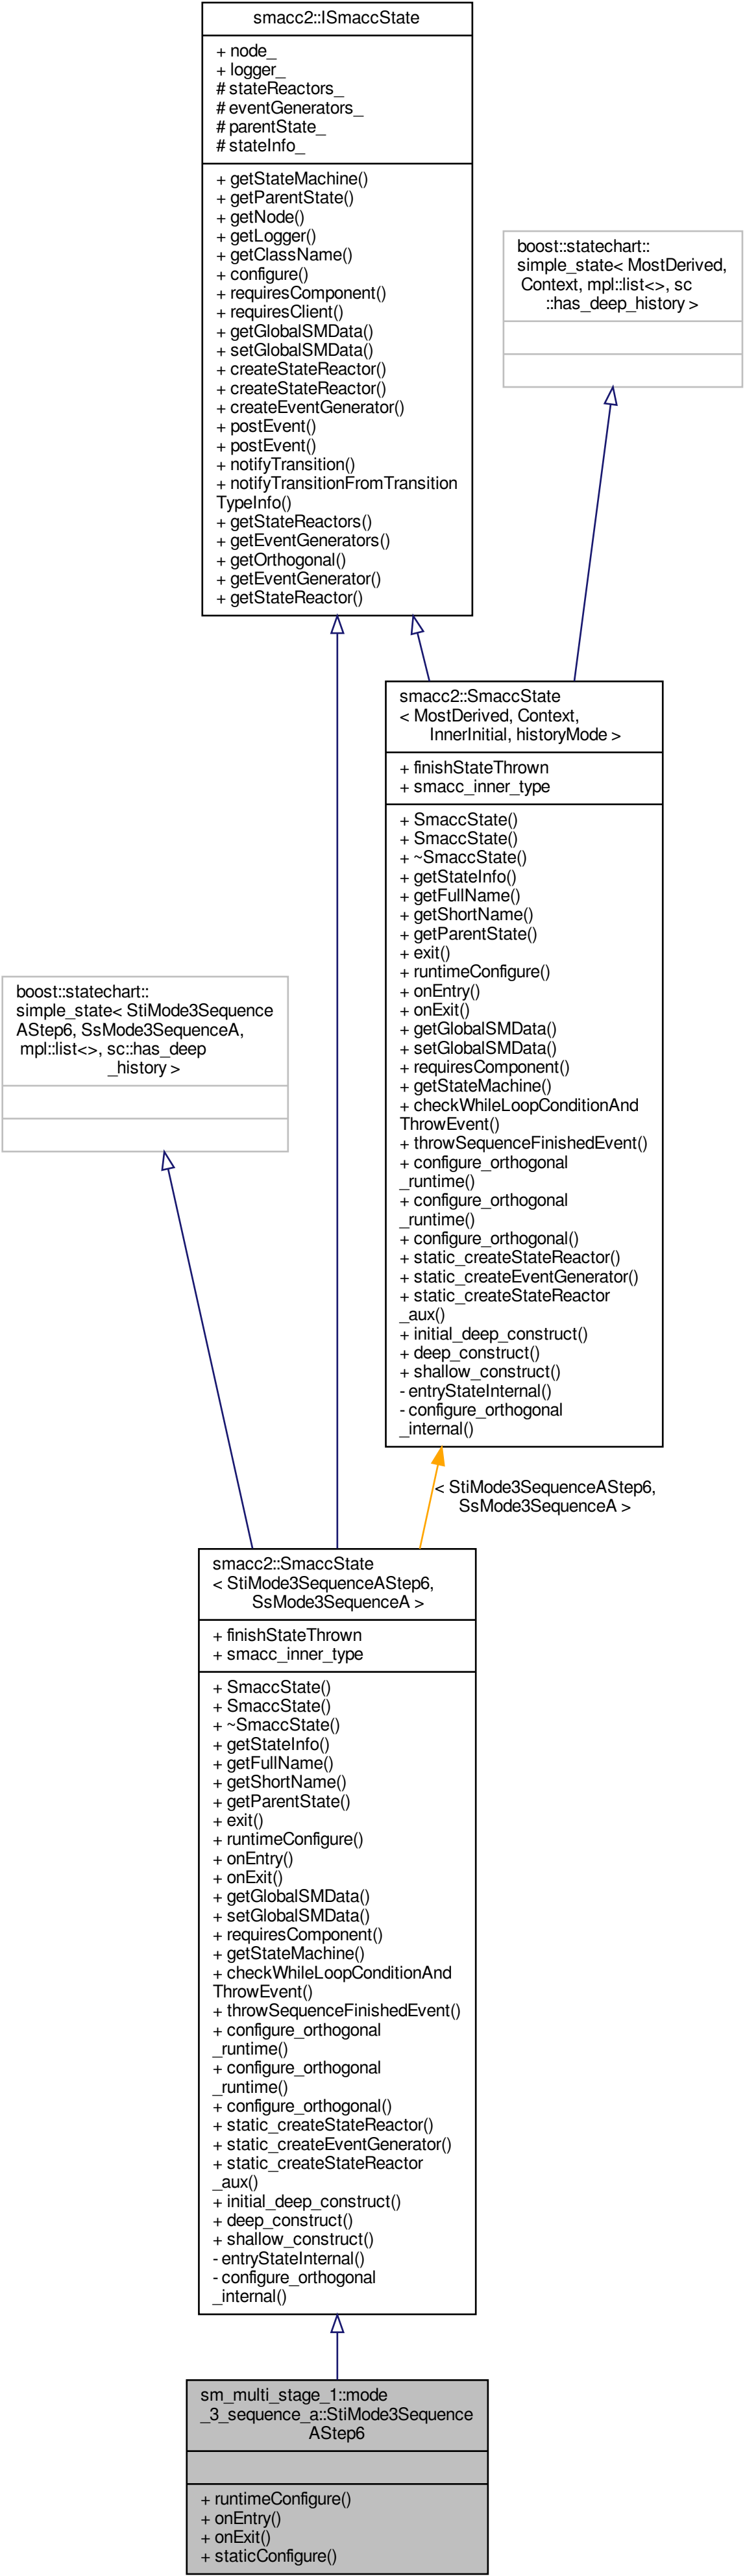 smacc2::ISmaccState
+ node_
+ logger_
# stateReactors_
# eventGenerators_
# parentState_
# stateInfo_
+ getStateMachine()
+ getParentState()
+ getNode()
+ getLogger()
+ getClassName()
+ configure()
+ requiresComponent()
+ requiresClient()
+ getGlobalSMData()
+ setGlobalSMData()
+ createStateReactor()
+ createStateReactor()
+ createEventGenerator()
+ postEvent()
+ postEvent()
+ notifyTransition()
+ notifyTransitionFromTransition
TypeInfo()
+ getStateReactors()
+ getEventGenerators()
+ getOrthogonal()
+ getEventGenerator()
+ getStateReactor()
boost::statechart::
simple_state< MostDerived,
Context, mpl::list<>, sc
::has_deep_history >
smacc2::SmaccState
< MostDerived, Context,
InnerInitial, historyMode >
+ finishStateThrown
+ smacc_inner_type
+ SmaccState()
+ SmaccState()
+ ~SmaccState()
+ getStateInfo()
+ getFullName()
+ getShortName()
+ getParentState()
+ exit()
+ runtimeConfigure()
+ onEntry()
+ onExit()
+ getGlobalSMData()
+ setGlobalSMData()
+ requiresComponent()
+ getStateMachine()
+ checkWhileLoopConditionAnd
ThrowEvent()
+ throwSequenceFinishedEvent()
+ configure_orthogonal
_runtime()
+ configure_orthogonal
_runtime()
+ configure_orthogonal()
+ static_createStateReactor()
+ static_createEventGenerator()
+ static_createStateReactor
_aux()
+ initial_deep_construct()
+ deep_construct()
+ shallow_construct()
- entryStateInternal()
- configure_orthogonal
_internal()
boost::statechart::
simple_state< StiMode3Sequence
AStep6, SsMode3SequenceA,
mpl::list<>, sc::has_deep
_history >
< StiMode3SequenceAStep6,
SsMode3SequenceA >
smacc2::SmaccState
< StiMode3SequenceAStep6,
SsMode3SequenceA >
+ finishStateThrown
+ smacc_inner_type
+ SmaccState()
+ SmaccState()
+ ~SmaccState()
+ getStateInfo()
+ getFullName()
+ getShortName()
+ getParentState()
+ exit()
+ runtimeConfigure()
+ onEntry()
+ onExit()
+ getGlobalSMData()
+ setGlobalSMData()
+ requiresComponent()
+ getStateMachine()
+ checkWhileLoopConditionAnd
ThrowEvent()
+ throwSequenceFinishedEvent()
+ configure_orthogonal
_runtime()
+ configure_orthogonal
_runtime()
+ configure_orthogonal()
+ static_createStateReactor()
+ static_createEventGenerator()
+ static_createStateReactor
_aux()
+ initial_deep_construct()
+ deep_construct()
+ shallow_construct()
- entryStateInternal()
- configure_orthogonal
_internal()
sm_multi_stage_1::mode
_3_sequence_a::StiMode3Sequence
AStep6
+ runtimeConfigure()
+ onEntry()
+ onExit()
+ staticConfigure()